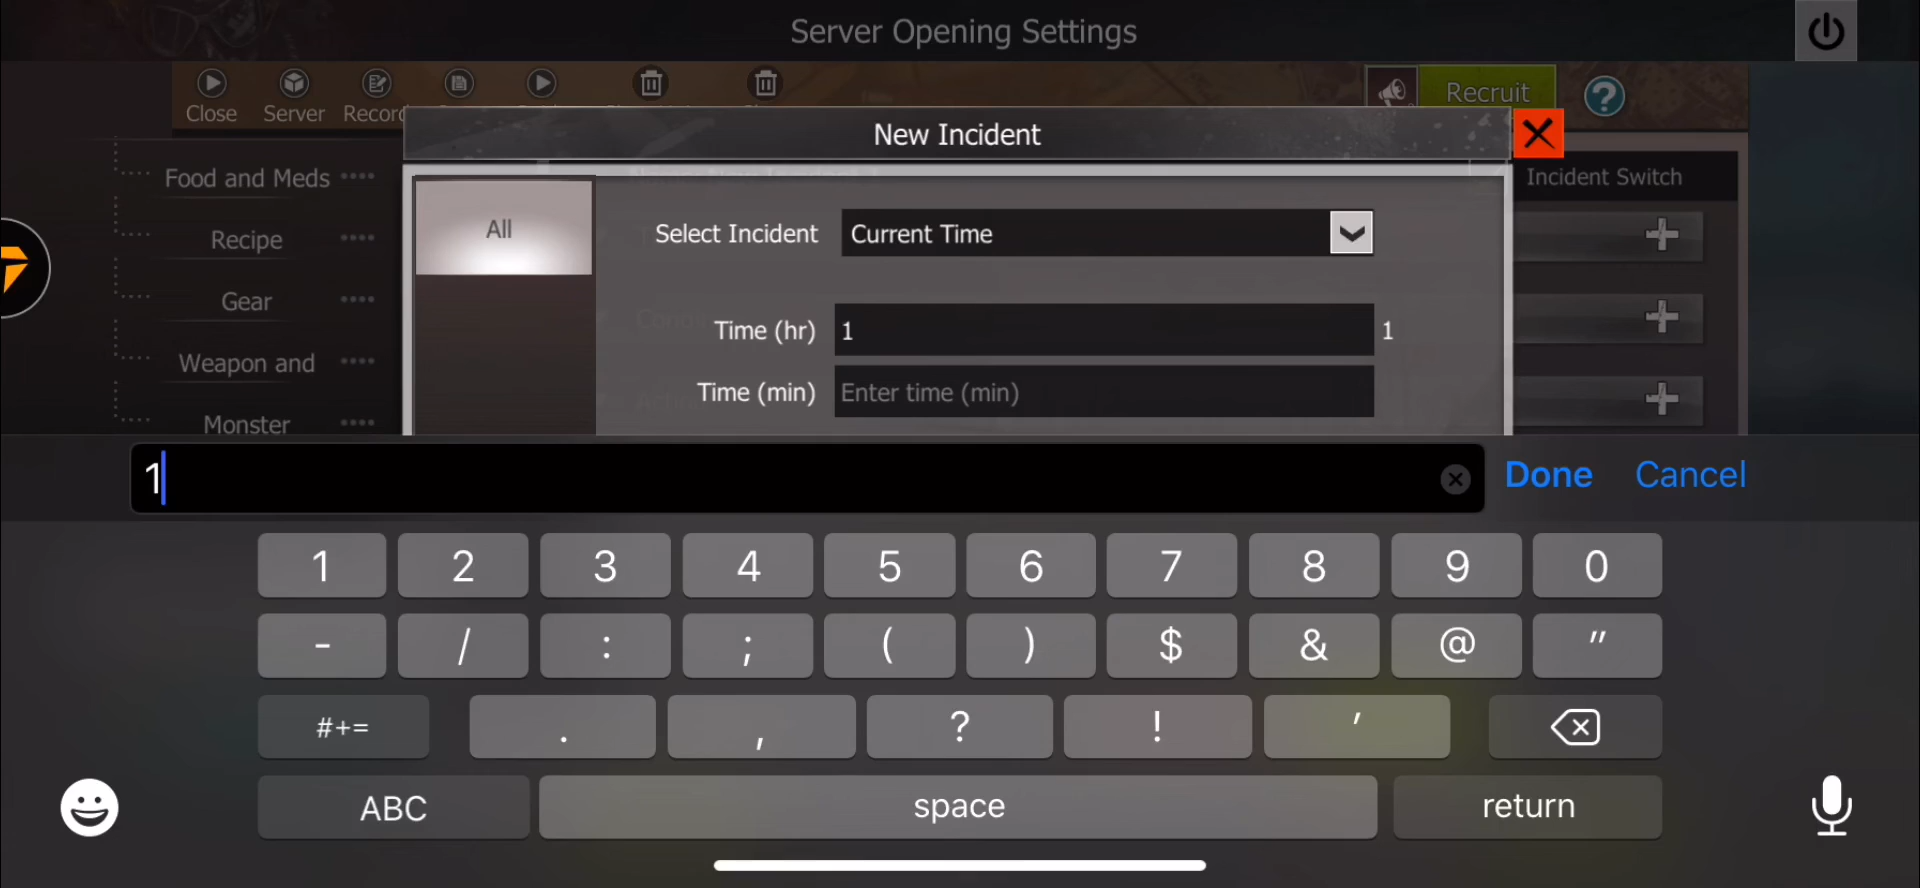 Server Opening Settings
Close
Server
Record
Recruit
?
New Incident
Food and Meds
Recipe
Gear
Weapon and
Monster
All
Select Incident
Current Time
Time (hr)
1
1
Time (min)
Enter time (min)
Incident Switch
1
Done
Cancel
1 2 3 4 5 6 7 8 9 0
- / : ; ( ) $ & @ "
#+= . , ? ! '
ABC
space
return